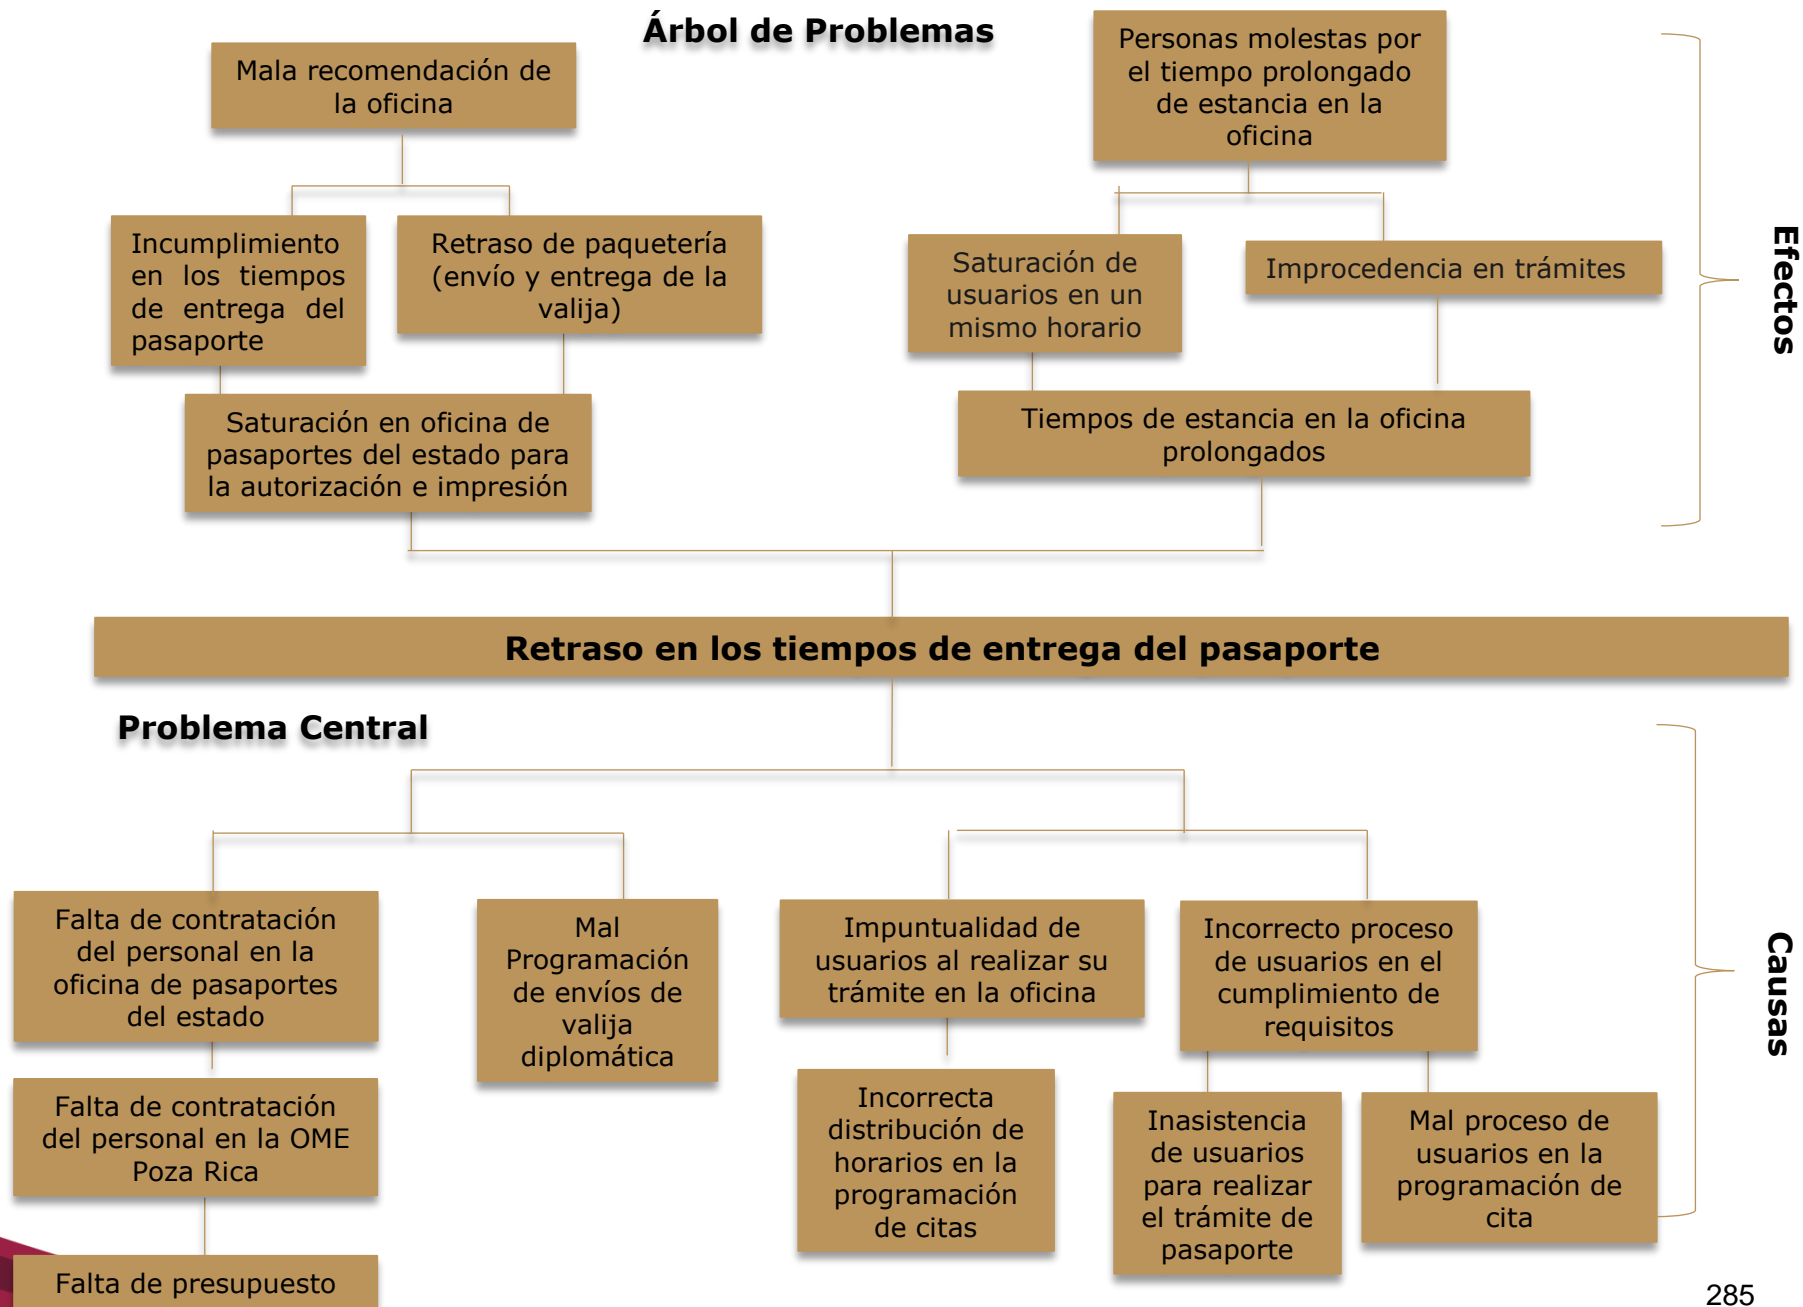 Árbol de Problemas
Mala recomendación de
la oficina
Personas molestas por
el tiempo prolongado
de estancia en la
oficina
Incumplimiento
en los tiempos
de entrega del
pasaporte
Retraso de paquetería
(envío y entrega de la
valija)
Saturación de
usuarios en un
mismo horario
Improcedencia en trámites
Efectos
Saturación en oficina de
pasaportes del estado para
la autorización e impresión
Tiempos de estancia en la oficina
prolongados
Retraso en los tiempos de entrega del pasaporte
Problema Central
Falta de contratación
del personal en la
oficina de pasaportes
del estado
Mal
Programación
de envíos de
valija
diplomática
Impuntualidad de
usuarios al realizar su
trámite en la oficina
Incorrecto proceso
de usuarios en el
cumplimiento de
requisitos
Causas
Falta de contratación
del personal en la OME
Poza Rica
Incorrecta
distribución de
horarios en la
programación
de citas
Inasistencia
de usuarios
para realizar
el trámite de
pasaporte
Mal proceso de
usuarios en la
programación de
cita
Falta de presupuesto
285